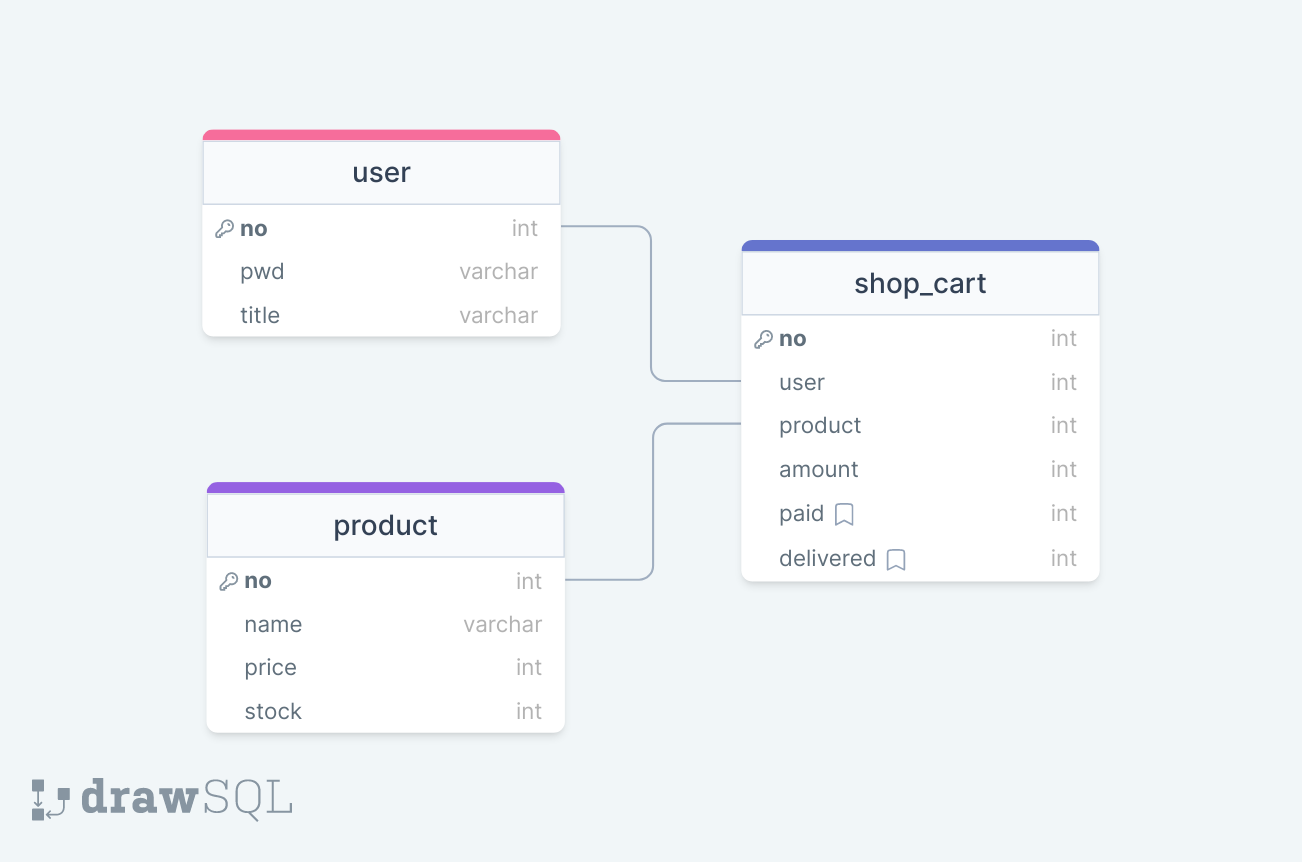 user
no int
pwd varchar
title varchar
shop_cart
no int
user int
product int
amount int
paid int
delivered int
product
no int
name varchar
price int
stock int
drawSQL